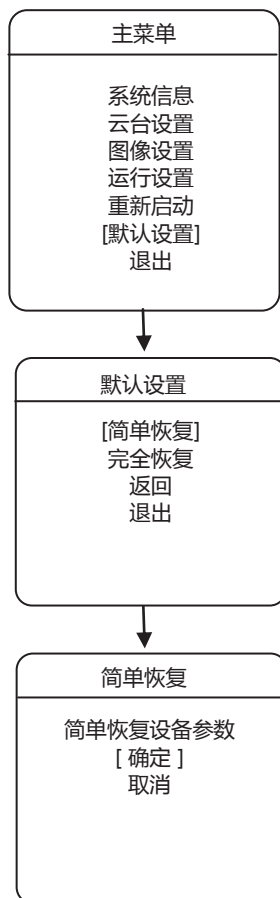 主菜单
系统信息
云台设置
图像设置
运行设置
重新启动
[默认设置]
退出
默认设置
[简单恢复]
完全恢复
返回
退出
简单恢复
简单恢复设备参数
[ 确定 ]
取消